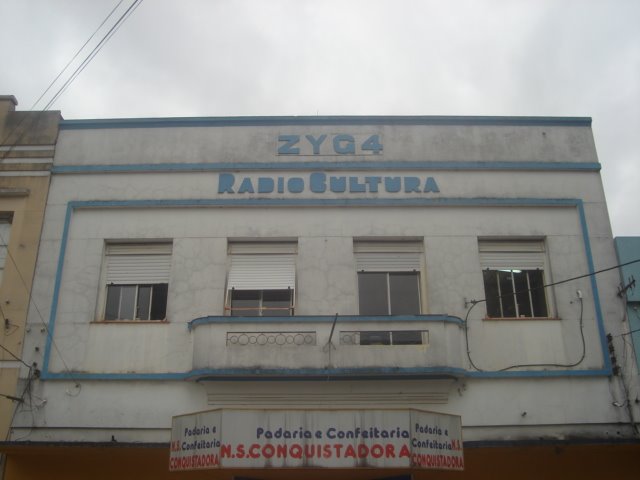 ZYG4
RADIO CULTURA
Padaria e
Confeitaria
N.S.
CONQUISTADORA
Padaria e Confeitaria
N.S.CONQUISTADORA
Padaria e
Confeitaria
N.S.
CONQUISTADORA